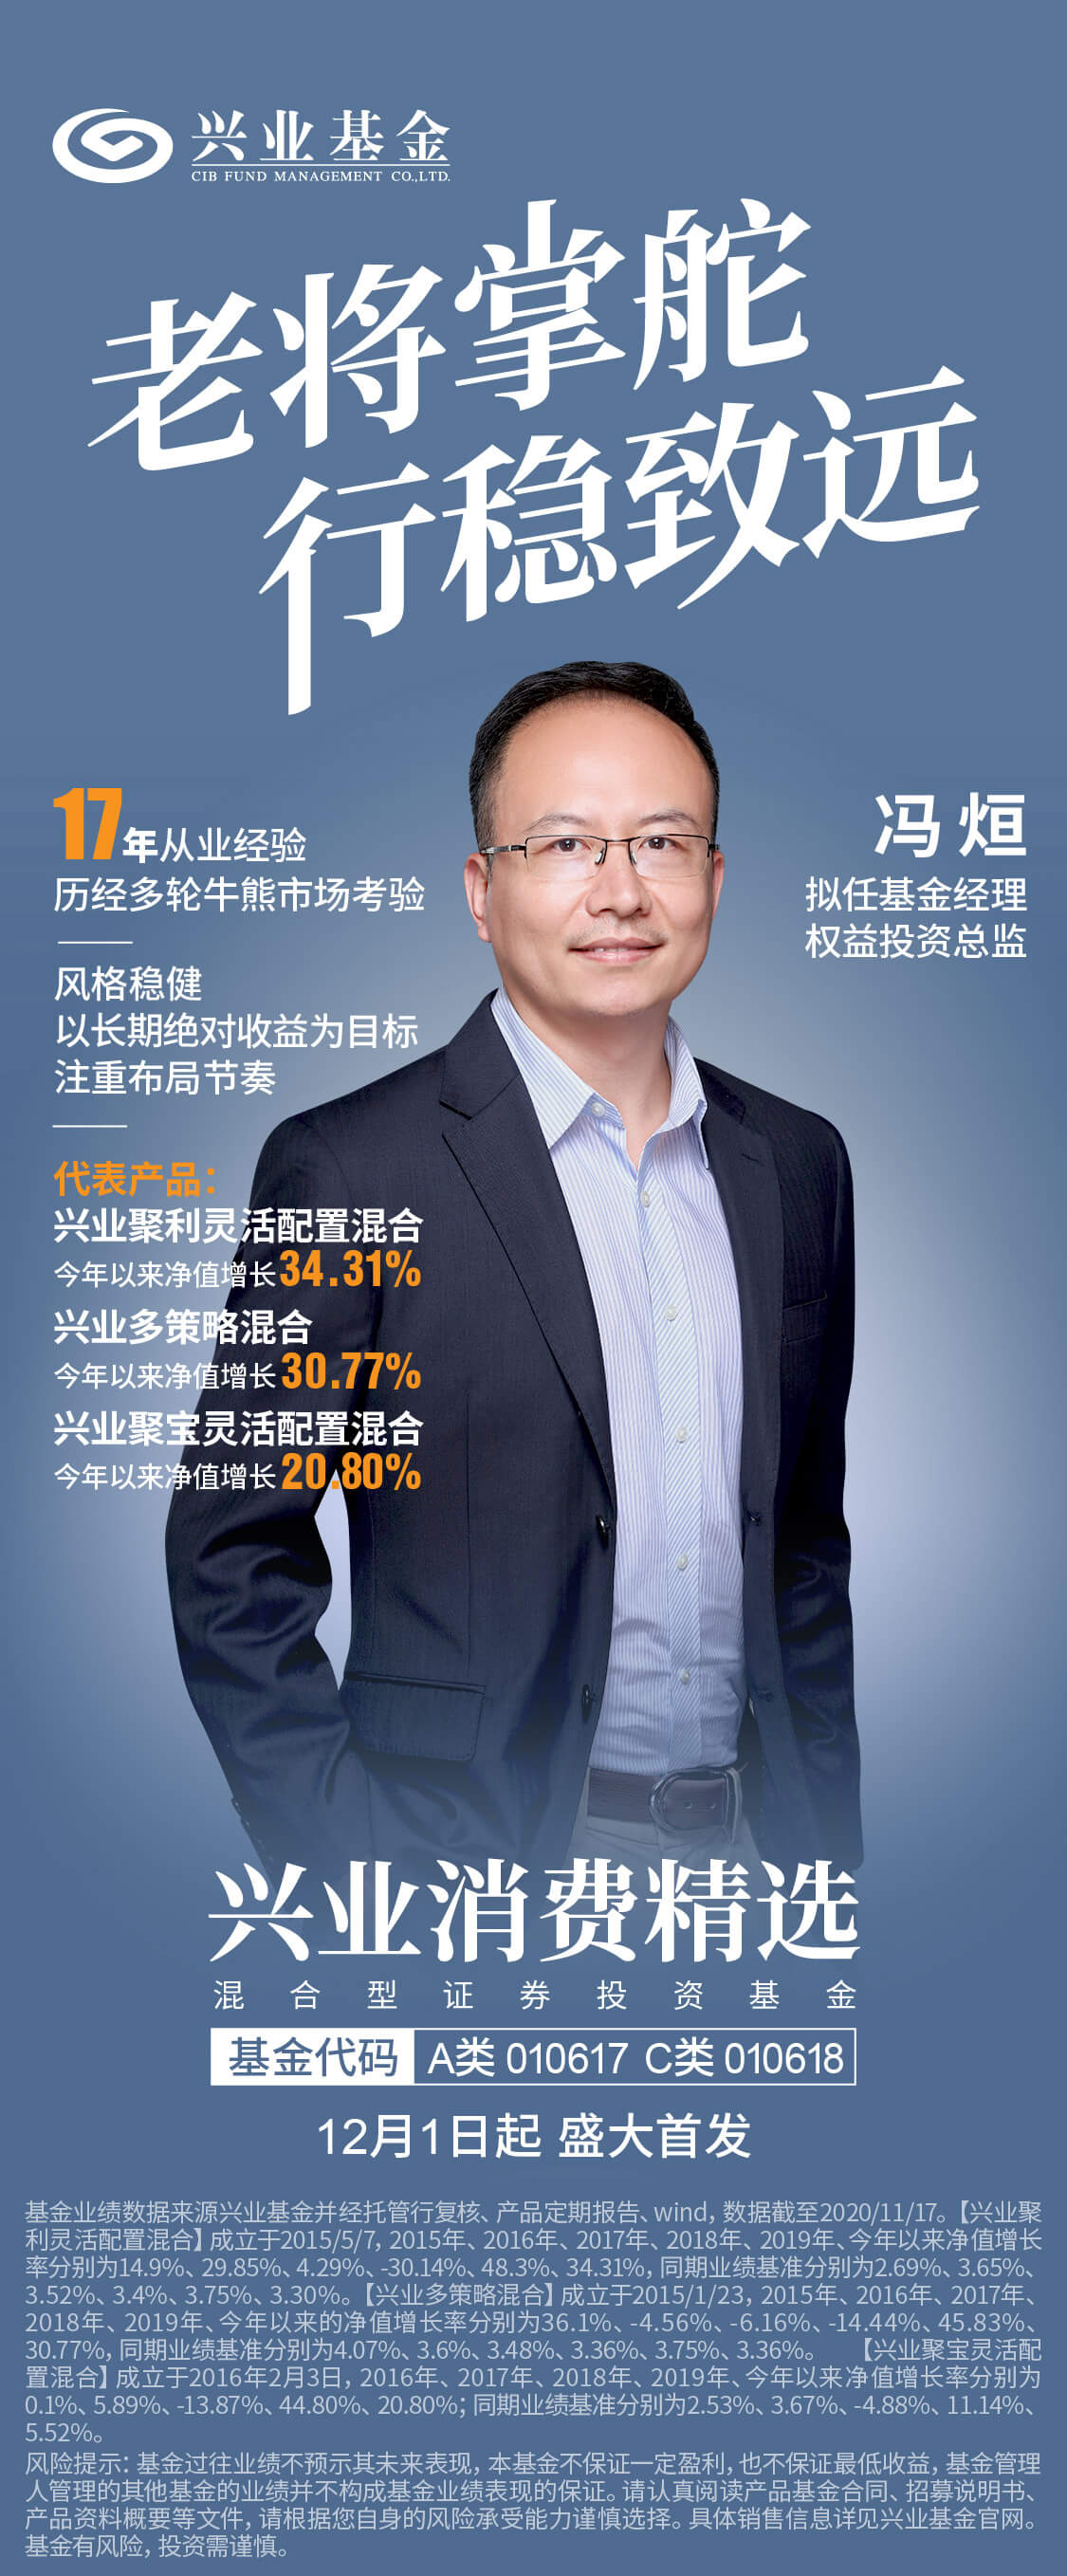 兴业基金
CIB FUND MANAGEMENT CO.,LTD.
老将掌舵
行稳致远
17年从业经验
历经多轮牛熊市场考验
风格稳健
以长期绝对收益为目标
注重布局节奏
代表产品：
兴业聚利灵活配置混合
今年以来净值增长34.31%
兴业多策略混合
今年以来净值增长30.77%
兴业聚宝灵活配置混合
今年以来净值增长20.80%
冯烜
拟任基金经理
权益投资总监
兴业消费精选
混合型证券投资基金
基金代码 A类 010617 C类 010618
12月1日起 盛大首发
基金业绩数据来源兴业基金并经托管行复核、产品定期报告、wind，数据截至2020/11/17。【兴业聚
利灵活配置混合】成立于2015/5/7，2015年、2016年、2017年、2018年、2019年、今年以来净值增长
率分别为14.9%、29.85%、4.29%、-30.14%、48.3%、34.31%，同期业绩基准分别为2.69%、3.65%、
3.52%、3.4%、3.75%、3.30%。【兴业多策略混合】成立于2015/1/23，2015年、2016年、2017年、
2018年、2019年、今年以来的净值增长率分别为36.1%、-4.56%、-6.16%、-14.44%、45.83%、
30.77%，同期业绩基准分别为4.07%、3.6%、3.48%、3.36%、3.75%、3.36%。 【兴业聚宝灵活配
置混合】成立于2016年2月3日，2016年、2017年、2018年、2019年、今年以来净值增长率分别为
0.1%、5.89%、-13.87%、44.80%、20.80%；同期业绩基准分别为2.53%、3.67%、-4.88%、11.14%、
5.52%。
风险提示：基金过往业绩不预示其未来表现，本基金不保证一定盈利，也不保证最低收益，基金管理
人管理的其他基金的业绩并不构成基金业绩表现的保证。请认真阅读产品基金合同、招募说明书、
产品资料概要等文件，请根据您自身的风险承受能力谨慎选择。具体销售信息详见兴业基金官网。
基金有风险，投资需谨慎。